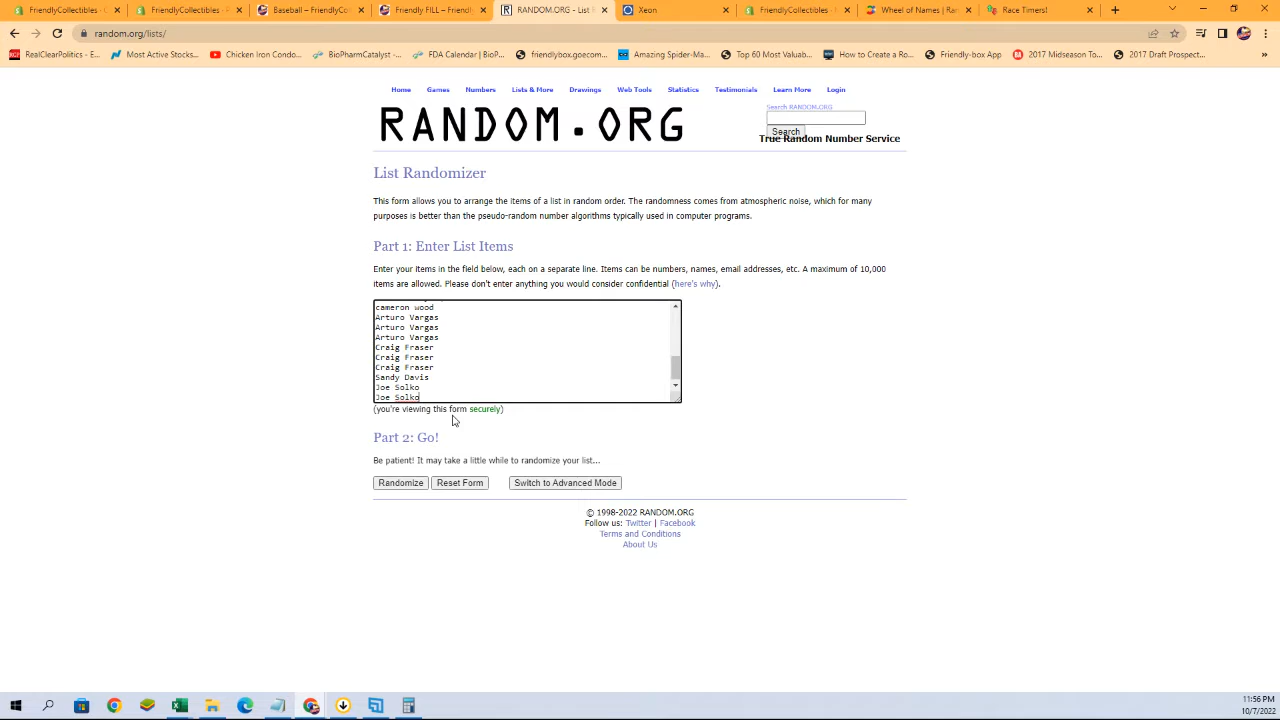 FriendlyCollectibles - C
FriendlyCollectibles - P
Baseball – FriendlyCo
Friendly FILL – Friendly
RANDOM.ORG - List
Xeon
FriendlyCollectibles - A
Wheel of Names | Ra
Race Timers!
random.org/lists/
RealClearPolitics - E...
Most Active Stocks...
Chicken Iron Condo...
BioPharmCatalyst -...
FDA Calendar | BioP...
friendlybox.goecom...
Amazing Spider-Ma...
Top 60 Most Valuab...
How to Create a Ro...
Friendly-box App
2017 Midseason To...
2017 Draft Prospect...
Home Games Numbers Lists & More Drawings Web Tools Statistics Testimonials Learn More Login
RANDOM.ORG
Search RANDOM.ORG
Search
True Random Number Service
List Randomizer
This form allows you to arrange the items of a list in random order. The randomness comes from atmospheric noise, which for many
purposes is better than the pseudo-random number algorithms typically used in computer programs.
Part 1: Enter List Items
Enter your items in the field below, each on a separate line. Items can be numbers, names, email addresses, etc. A maximum of 10,000
items are allowed. Please don't enter anything you would consider confidential (here's why).
cameron wood
Arturo Vargas
Arturo Vargas
Arturo Vargas
Craig Fraser
Craig Fraser
Craig Fraser
Sandy Davis
Joe Solko
Joe Solko
(you're viewing this form securely)
Part 2: Go!
Be patient! It may take a little while to randomize your list...
Randomize Reset Form Switch to Advanced Mode
© 1998-2022 RANDOM.ORG
Follow us: Twitter | Facebook
Terms and Conditions
About Us
11:56 PM
10/7/2022